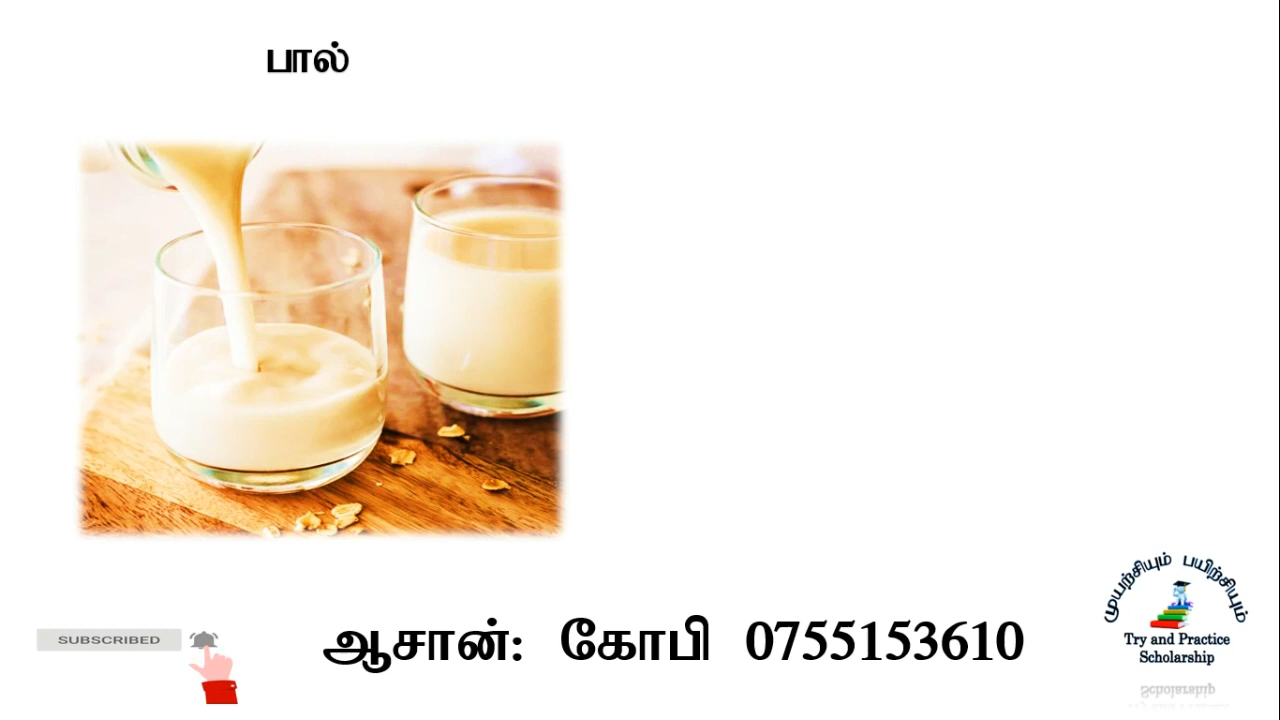 பால்
SUBSCRIBED
ஆசான்: கோபி 0755153610
முயற்சியும் பயிற்சியும்
Try and Practice
Scholarship